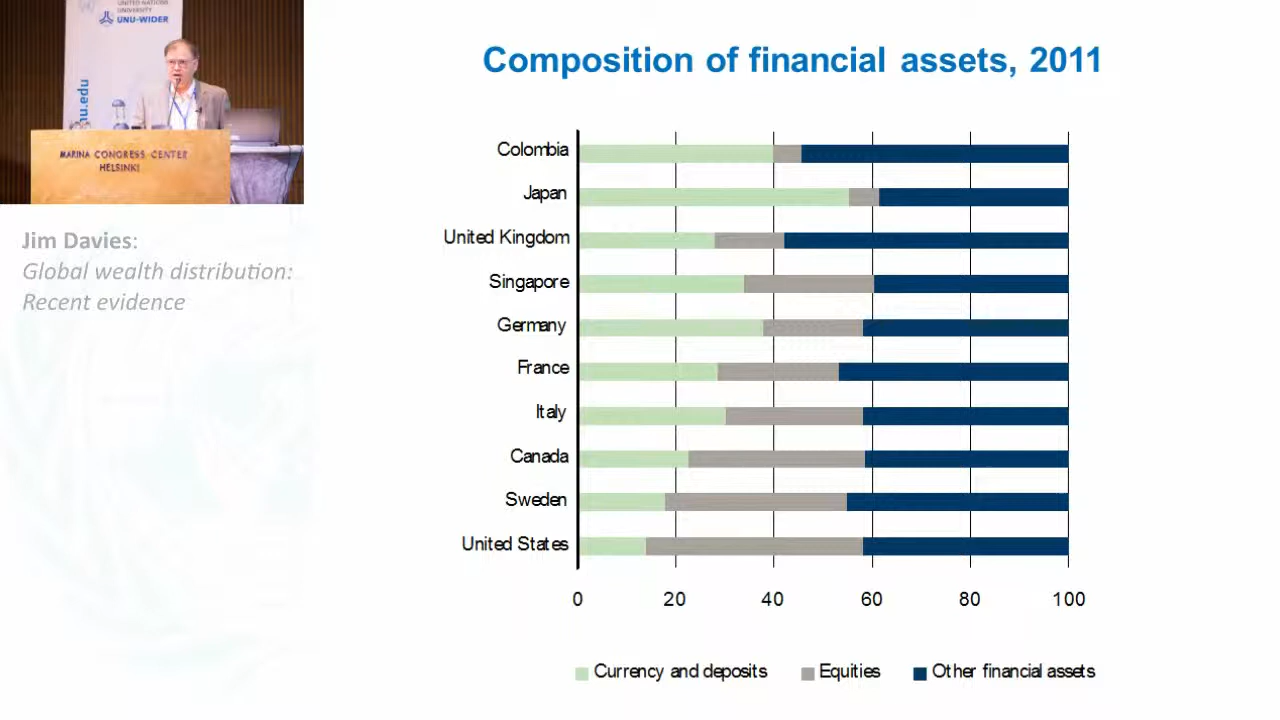 UNITED NATIONS
UNIVERSITY
UNU-WIDER
nu.edu
MARINA CONGRESS CENTER
HELSINKI
Jim Davies:
Global wealth distribution:
Recent evidence
Composition of financial assets, 2011
Colombia
Japan
United Kingdom
Singapore
Germany
France
Italy
Canada
Sweden
United States
0 20 40 60 80 100
Currency and deposits Equities Other financial assets